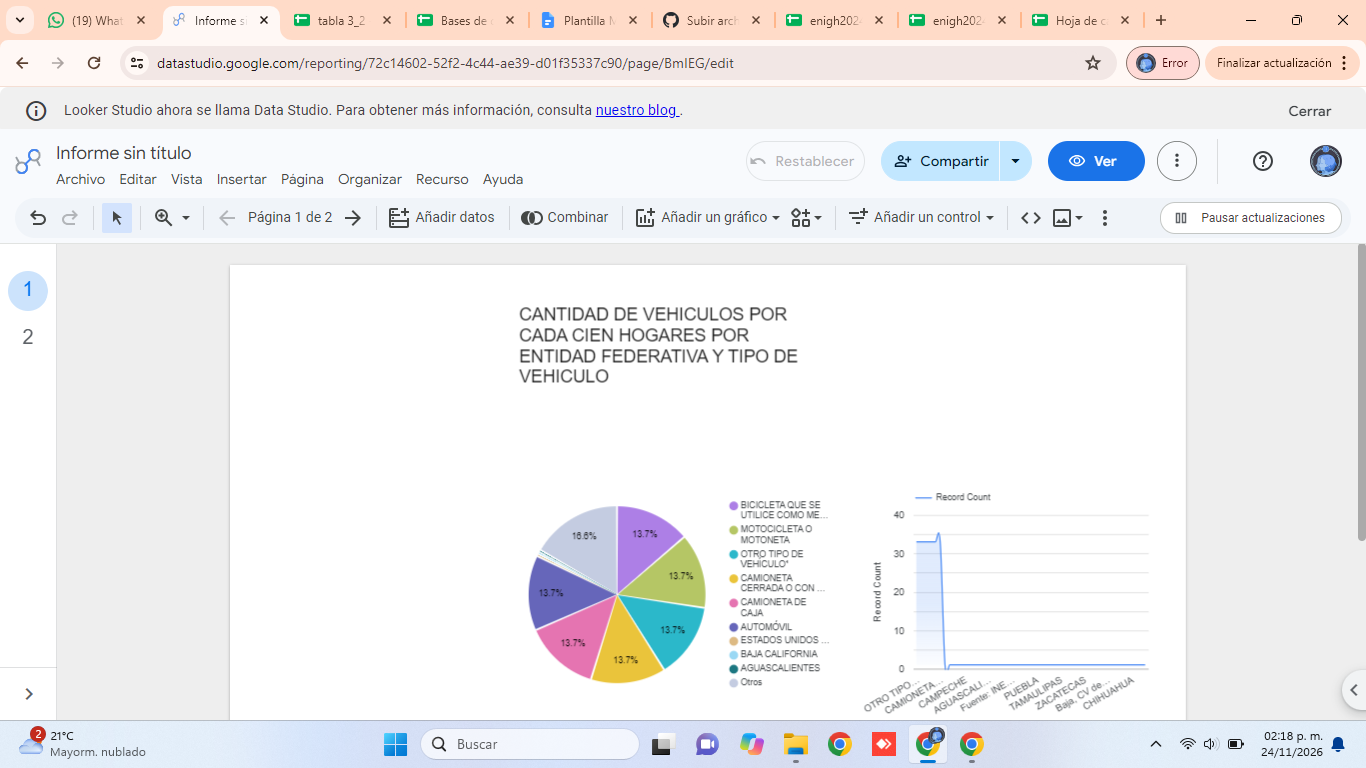 (19) What
Informe si
tabla 3_2
Bases de
Plantilla M
Subir arch
enigh202
enigh202
Hoja de c
datastudio.google.com/reporting/72c14602-52f2-4c44-ae39-d01f35337c90/page/BmIEG/edit
Error
Finalizar actualización
Looker Studio ahora se llama Data Studio. Para obtener más información, consulta nuestro blog .
Cerrar
Informe sin título
Restablecer
Compartir
Ver
Archivo Editar Vista Insertar Página Organizar Recurso Ayuda
Página 1 de 2
Añadir datos
Combinar
Añadir un gráfico
Añadir un control
Pausar actualizaciones
1
2
CANTIDAD DE VEHICULOS POR
CADA CIEN HOGARES POR
ENTIDAD FEDERATIVA Y TIPO DE
VEHICULO
16.6%
13.7%
13.7%
13.7%
13.7%
13.7%
13.7%
BICICLETA QUE SE
UTILICE COMO ME...
MOTOCICLETA O
MOTONETA
OTRO TIPO DE
VEHÍCULO*
CAMIONETA
CERRADA O CON ...
CAMIONETA DE
CAJA
AUTOMÓVIL
ESTADOS UNIDOS ...
BAJA CALIFORNIA
AGUASCALIENTES
Otros
Record Count
40
30
20
10
0
Record Count
OTRO TIPO...
CAMIONETA...
CAMPECHE
AGUASCALI...
Fuente: INE...
PUEBLA
TAMAULIPAS
ZACATECAS
Baja, CV de...
CHIHUAHUA
2
21°C
Mayorm. nublado
Buscar
02:18 p. m.
24/11/2026